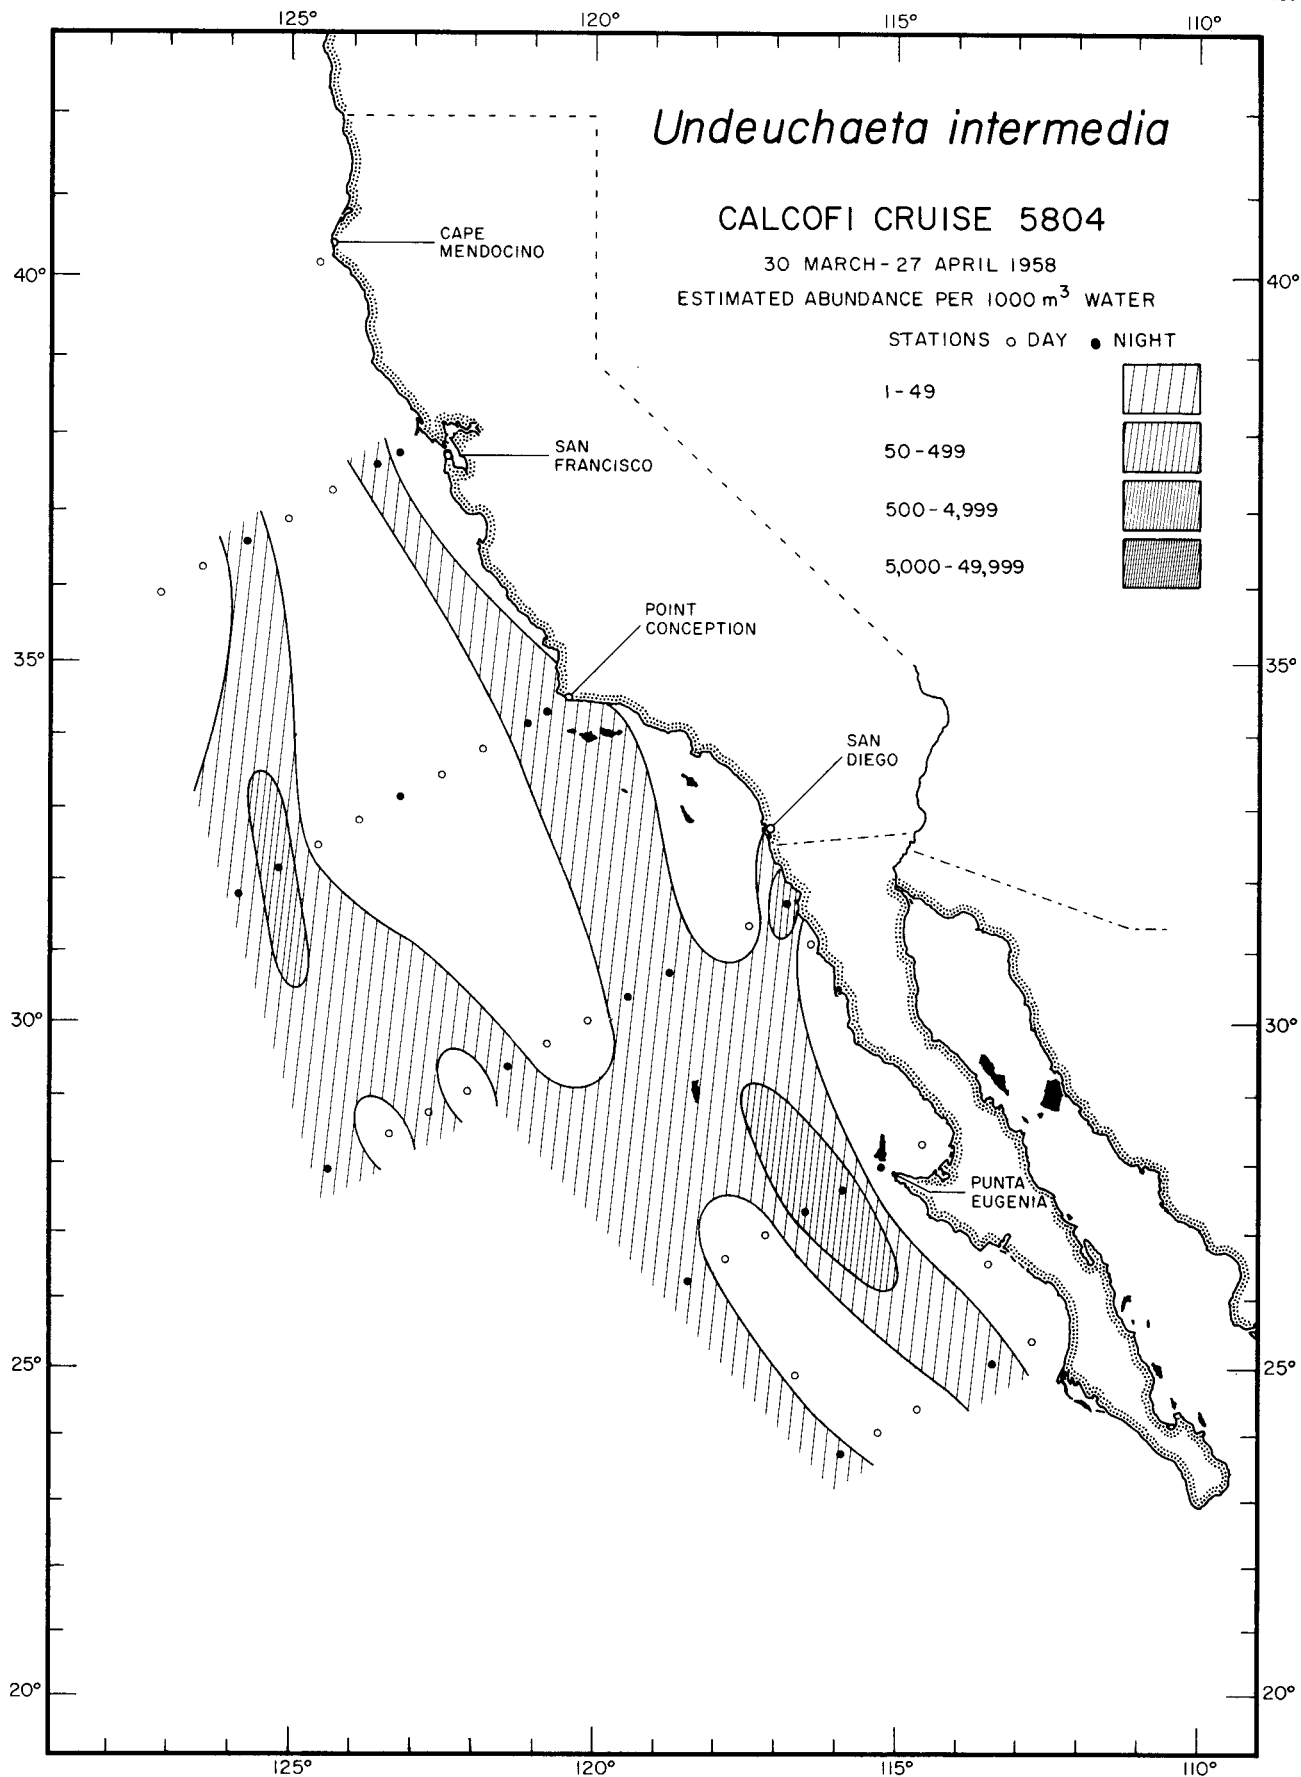 125°
120°
115°
110°
Undeuchaeta intermedia
CALCOFI CRUISE 5804
30 MARCH - 27 APRIL 1958
ESTIMATED ABUNDANCE PER 1000 m³ WATER
STATIONS o DAY ● NIGHT
1 - 49
50 - 499
500 - 4,999
5,000 - 49,999
CAPE
MENDOCINO
40°
40°
SAN
FRANCISCO
POINT
CONCEPTION
35°
35°
SAN
DIEGO
30°
30°
PUNTA
EUGENIA
25°
25°
20°
20°
125°
120°
115°
110°